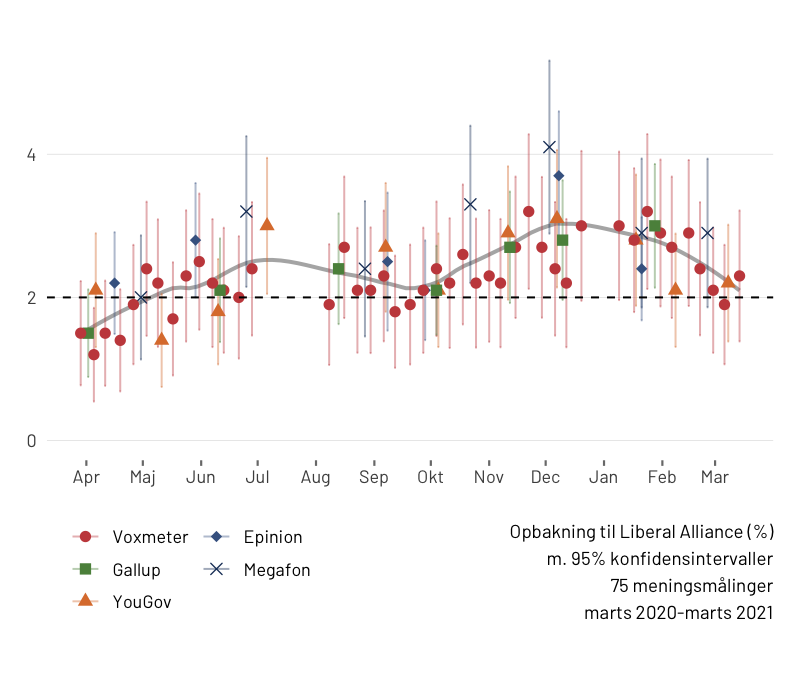 4
2
0
Apr Maj Jun Jul Aug Sep Okt Nov Dec Jan Feb Mar
Voxmeter Epinion
Gallup Megafon
YouGov
Opbakning til Liberal Alliance (%)
m. 95% konfidensintervaller
75 meningsmålinger
marts 2020-marts 2021